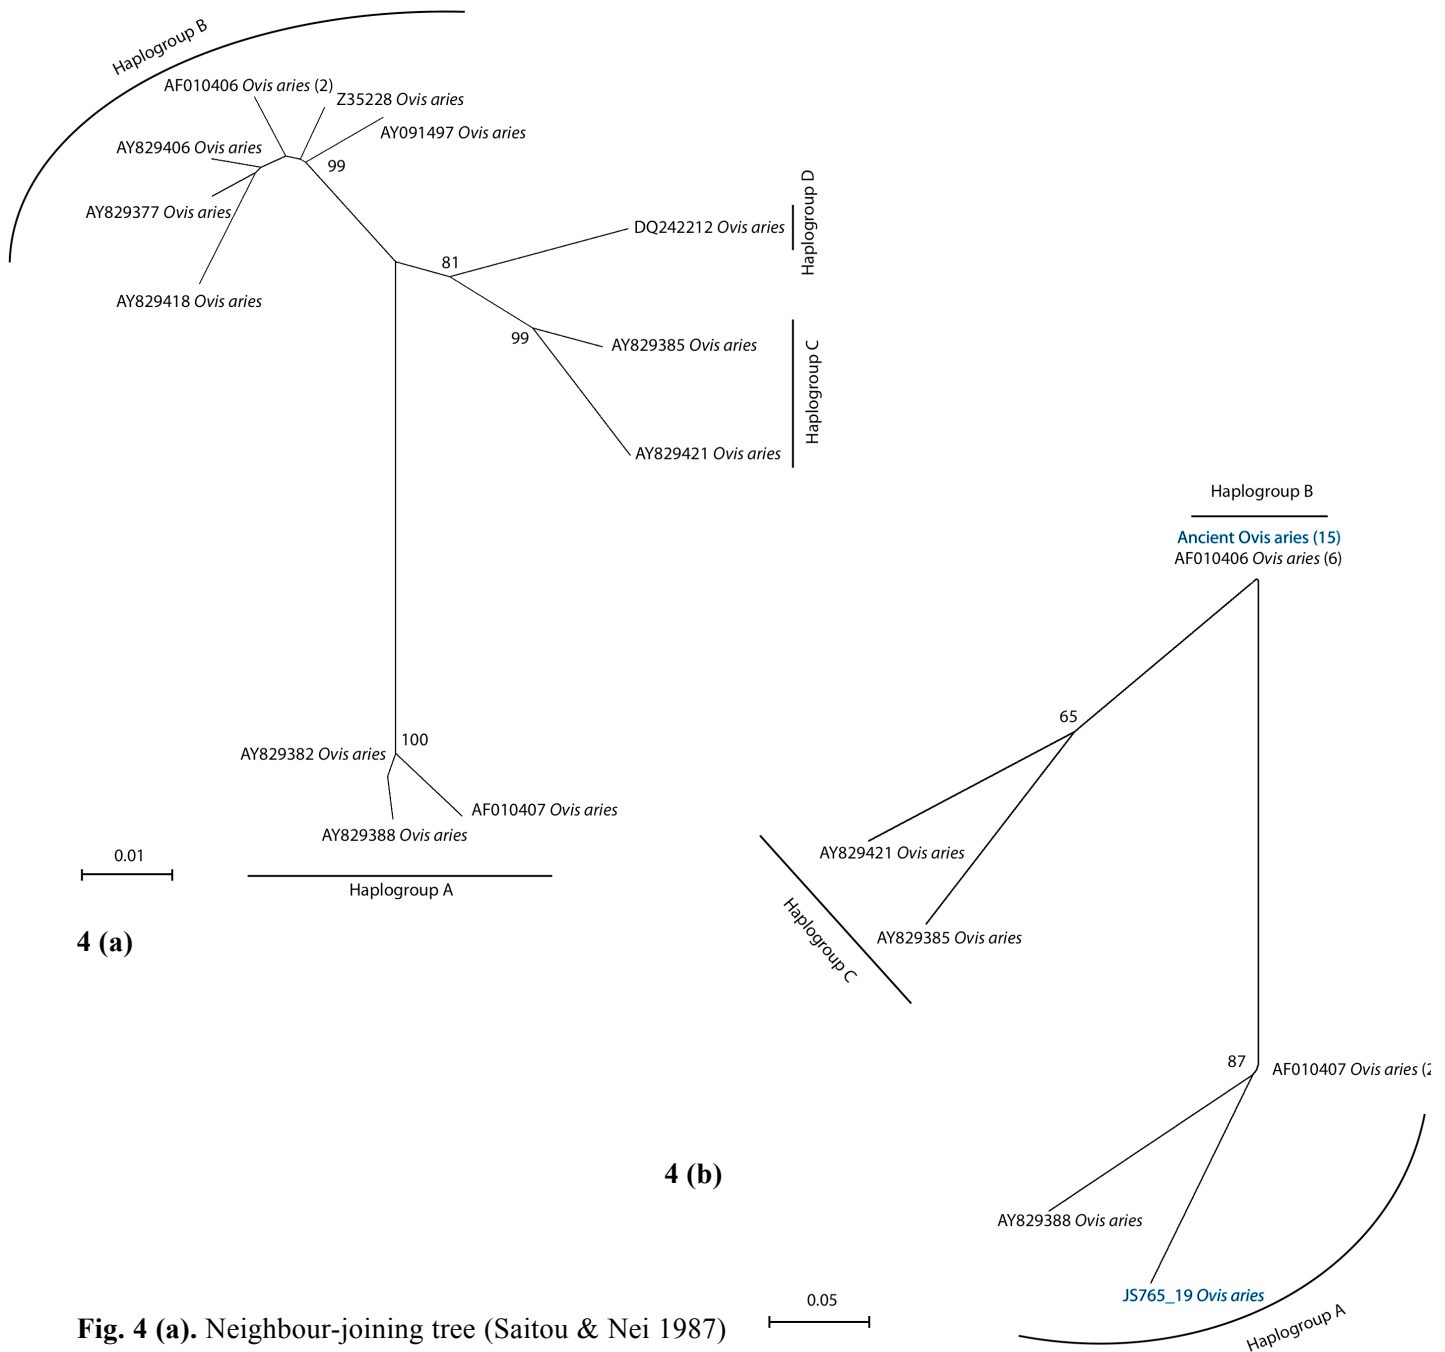 Haplogroup B
AF010406 Ovis aries (2)
Z35228 Ovis aries
AY091497 Ovis aries
AY829406 Ovis aries
99
AY829377 Ovis aries
AY829418 Ovis aries
DQ242212 Ovis aries
Haplogroup D
81
AY829385 Ovis aries
99
Haplogroup C
AY829421 Ovis aries
100
AY829382 Ovis aries
AF010407 Ovis aries
AY829388 Ovis aries
0.01
Haplogroup A
4 (a)
Haplogroup B
Ancient Ovis aries (15)
AF010406 Ovis aries (6)
65
AY829421 Ovis aries
AY829385 Ovis aries
Haplogroup C
87
AF010407 Ovis aries (2
4 (b)
AY829388 Ovis aries
JS765_19 Ovis aries
0.05
Haplogroup A
Fig. 4 (a). Neighbour-joining tree (Saitou & Nei 1987)